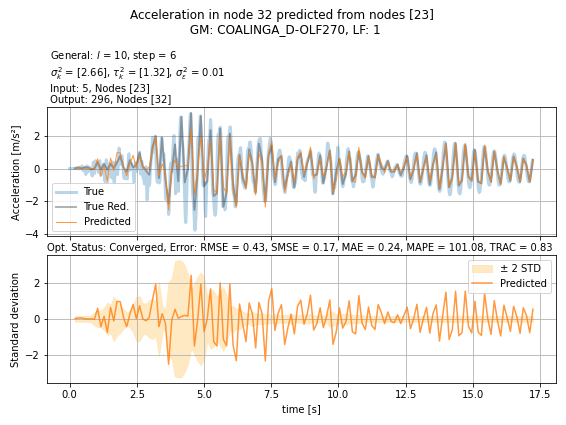 Acceleration in node 32 predicted from nodes [23]
GM: COALINGA_D-OLF270, LF: 1
General: l = 10, step = 6
σ²ₖ = [2.66], τ²ₖ = [1.32], σ²ε = 0.01
Input: 5, Nodes [23]
Output: 296, Nodes [32]
Acceleration [m/s²]
2
0
−2
−4
True
True Red.
Predicted
Opt. Status: Converged, Error: RMSE = 0.43, SMSE = 0.17, MAE = 0.24, MAPE = 101.08, TRAC = 0.83
Standard deviation
2
0
−2
± 2 STD
Predicted
0.0 2.5 5.0 7.5 10.0 12.5 15.0 17.5
time [s]